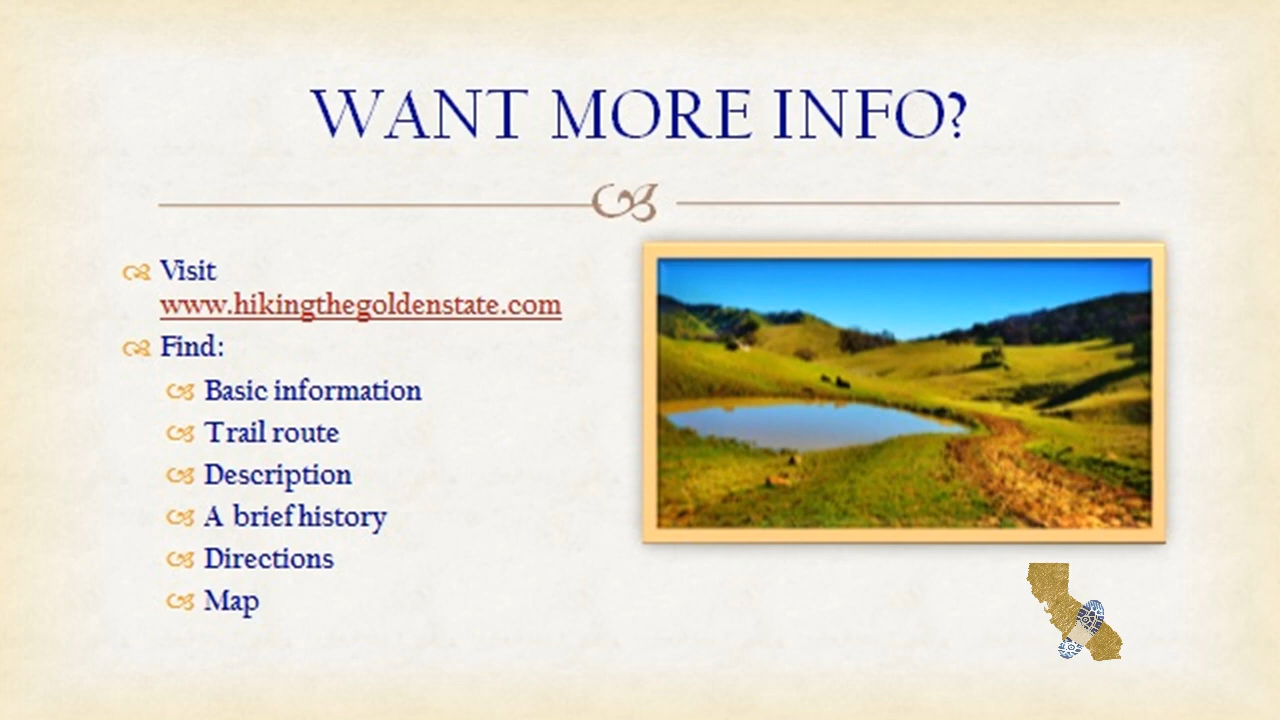 WANT MORE INFO?
Visit
www.hikingthegoldenstate.com
Find:
Basic information
Trail route
Description
A brief history
Directions
Map